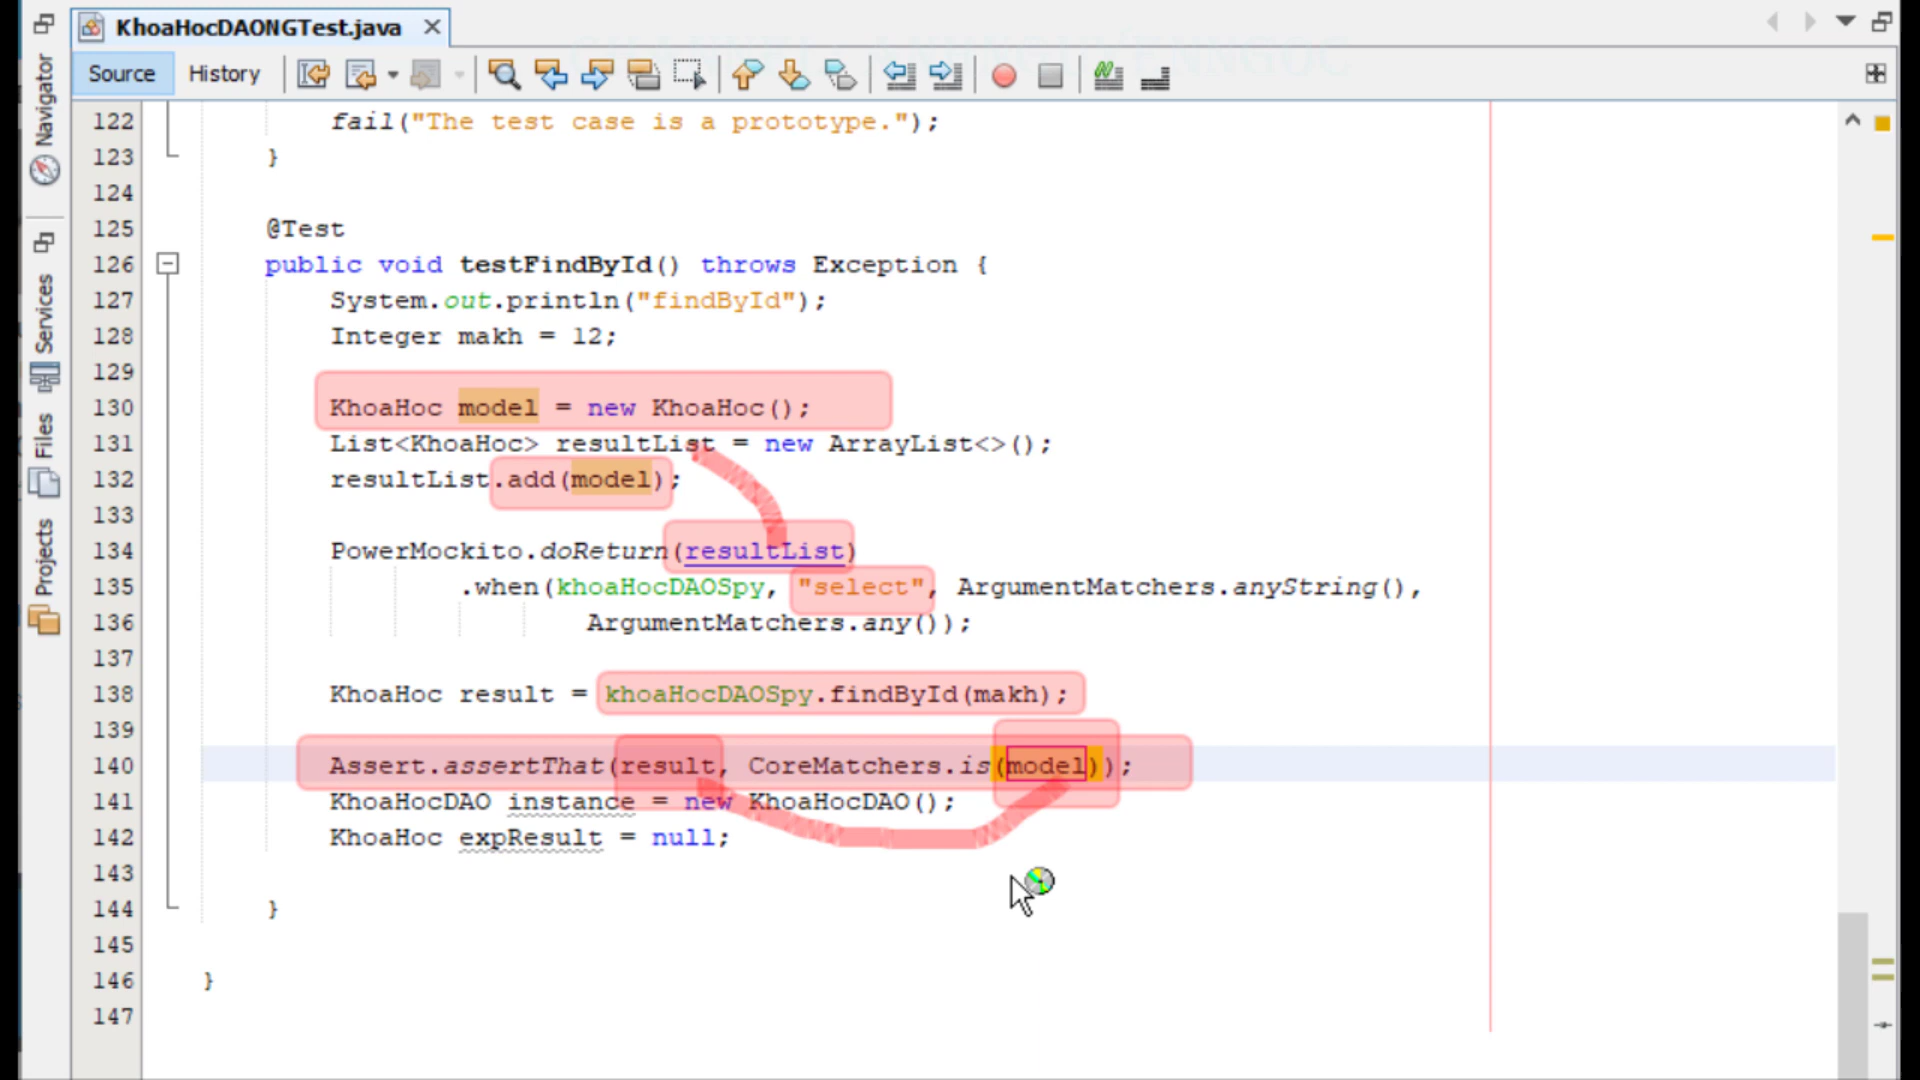 KhoaHocDAONGTest.java
Source History
Navigator
Services
Files
Projects
122 fail("The test case is a prototype.");
123 }
124
125 @Test
126 public void testFindById() throws Exception {
127 System.out.println("findById");
128 Integer makh = 12;
129
130 KhoaHoc model = new KhoaHoc();
131 List<KhoaHoc> resultList = new ArrayList<>();
132 resultList.add(model);
133
134 PowerMockito.doReturn(resultList)
135 .when(khoaHocDAOSpy, "select", ArgumentMatchers.anyString(),
136 ArgumentMatchers.any());
137
138 KhoaHoc result = khoaHocDAOSpy.findById(makh);
139
140 Assert.assertThat(result, CoreMatchers.is(model));
141 KhoaHocDAO instance = new KhoaHocDAO();
142 KhoaHoc expResult = null;
143
144 }
145
146 }
147